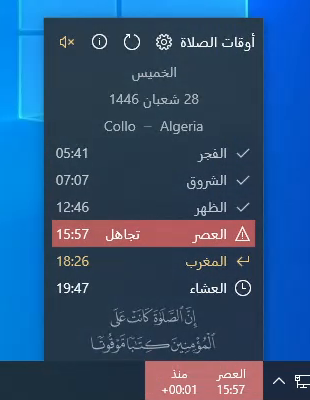 أوقات الصلاة
الخميس
28 شعبان 1446
Collo – Algeria
الفجر 05:41
الشروق 07:07
الظهر 12:46
العصر تجاهل 15:57
المغرب 18:26
العشاء 19:47
إِنَّ الصَّلَاةَ كَانَتْ عَلَى
الْمُؤْمِنِينَ كِتَابًا مَّوْقُوتًا
العصر منذ
15:57 +00:01